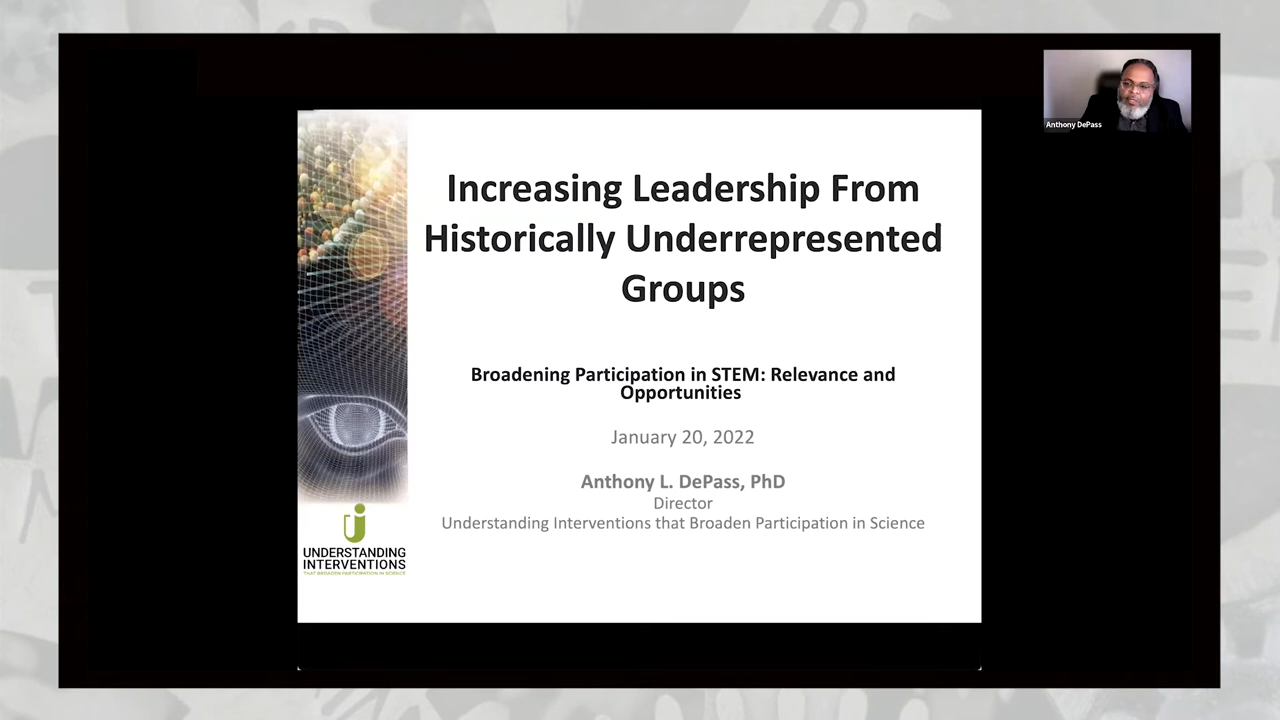 Anthony DePass
Increasing Leadership From
Historically Underrepresented
Groups
Broadening Participation in STEM: Relevance and
Opportunities
January 20, 2022
Anthony L. DePass, PhD
Director
Understanding Interventions that Broaden Participation in Science
UNDERSTANDING
INTERVENTIONS
THAT BROADEN PARTICIPATION IN SCIENCE